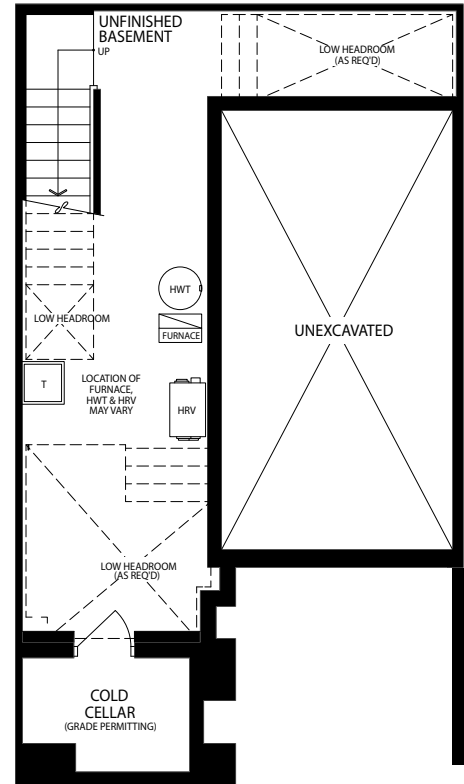 UNFINISHED
BASEMENT
UP
LOW HEADROOM
(AS REQ'D)
HWT
FURNACE
UNEXCAVATED
LOW HEADROOM
T
LOCATION OF
FURNACE,
HWT & HRV
MAY VARY
HRV
LOW HEADROOM
(AS REQ'D)
COLD
CELLAR
(GRADE PERMITTING)